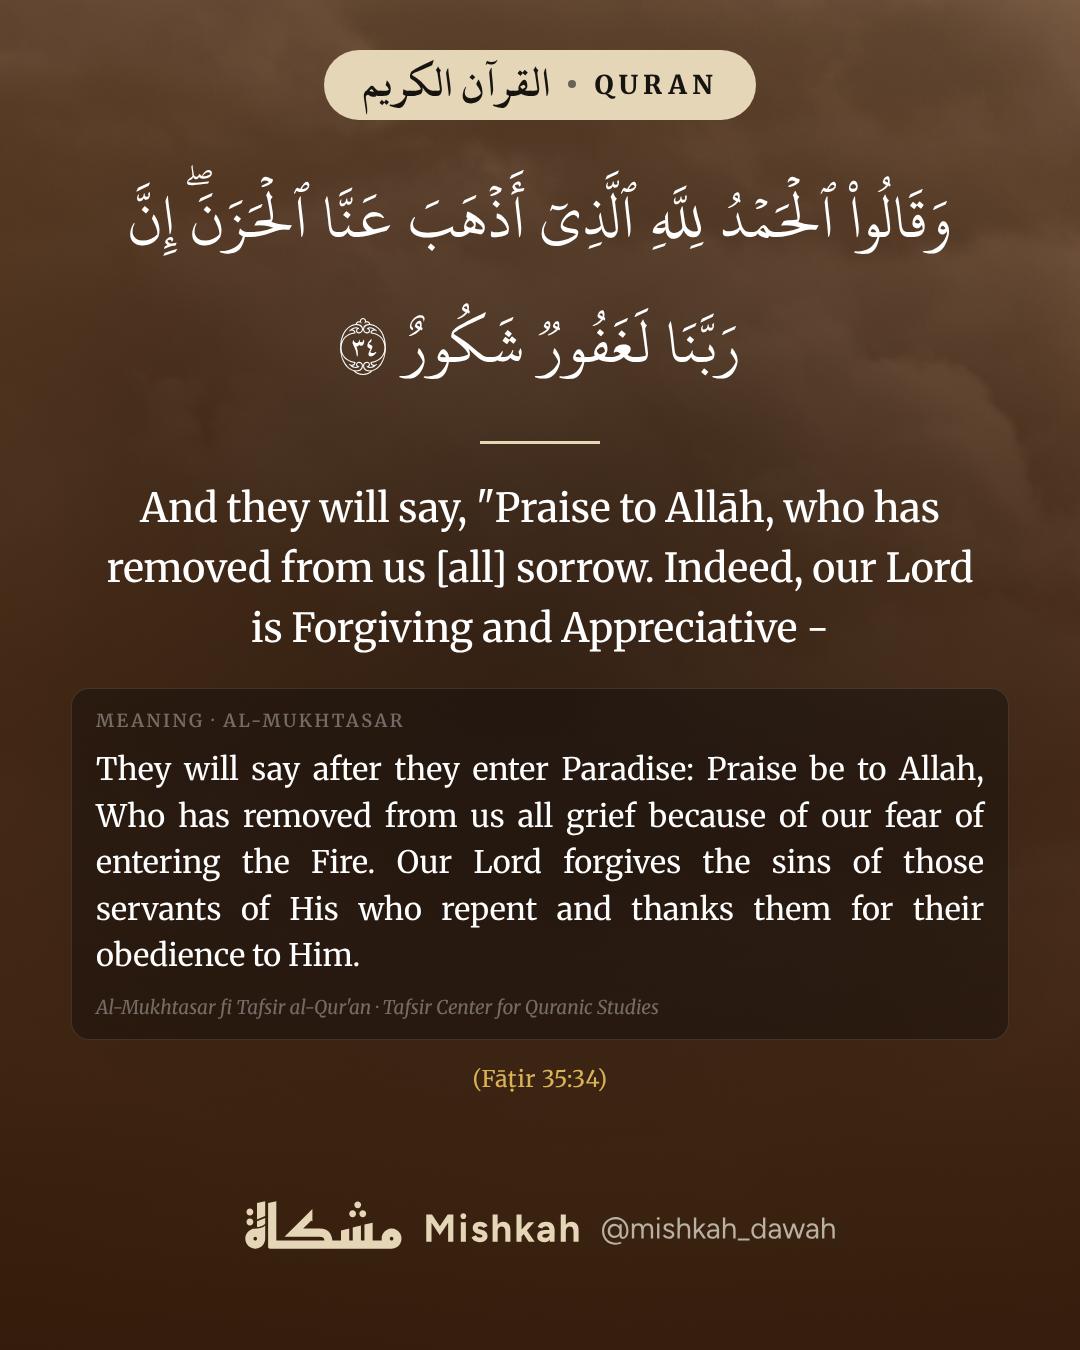 القرآن الكريم • QURAN
وَقَالُوا۟ ٱلْحَمْدُ لِلَّهِ ٱلَّذِىٓ أَذْهَبَ عَنَّا ٱلْحَزَنَ ۖ إِنَّ
رَبَّنَا لَغَفُورٌ شَكُورٌ ٣٤
And they will say, "Praise to Allāh, who has
removed from us [all] sorrow. Indeed, our Lord
is Forgiving and Appreciative -
MEANING · AL-MUKHTASAR
They will say after they enter Paradise: Praise be to Allah,
Who has removed from us all grief because of our fear of
entering the Fire. Our Lord forgives the sins of those
servants of His who repent and thanks them for their
obedience to Him.
Al-Mukhtasar fi Tafsir al-Qur'an · Tafsir Center for Quranic Studies
(Fāṭir 35:34)
مشكاة Mishkah @mishkah_dawah